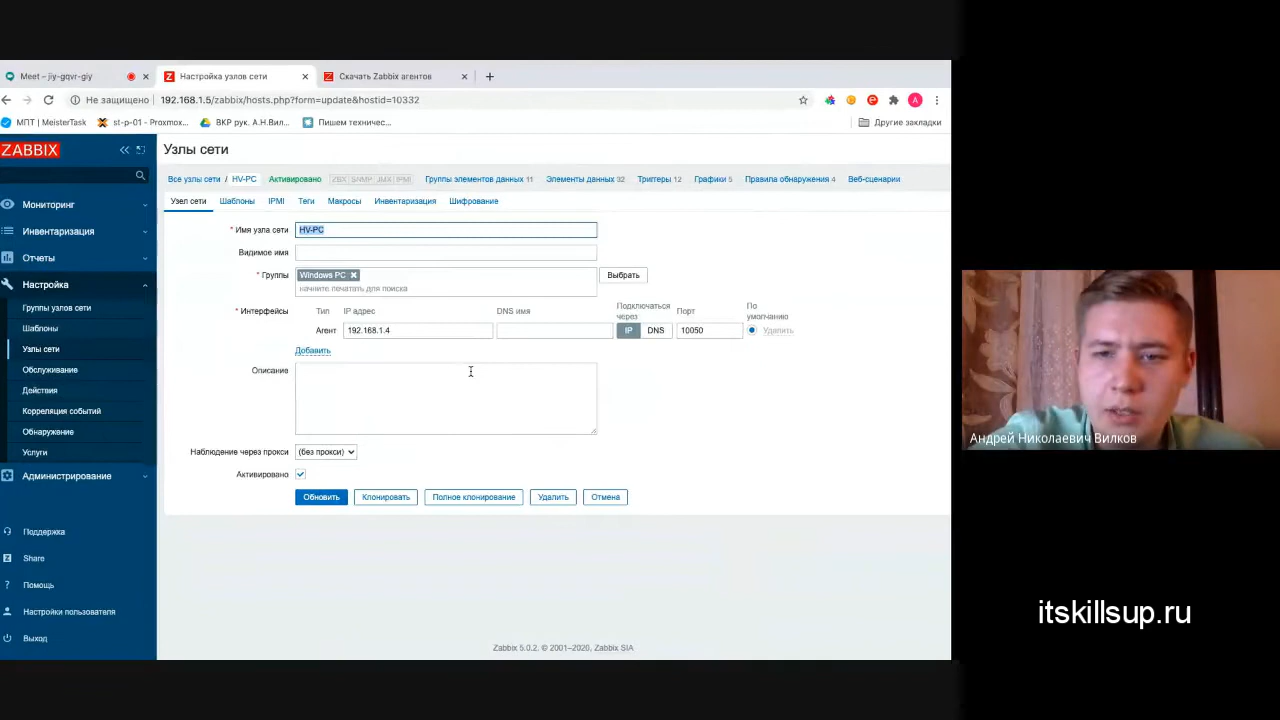 Meet – jiy-gqvr-giy
Настройка узлов сети
Скачать Zabbix агентов
Не защищено
192.168.1.5/zabbix/hosts.php?form=update&hostid=10332
A
МПТ | MeisterTask
st-p-01 - Proxmox...
ВКР рук. А.Н.Вил...
Пишем техничес...
Другие закладки
ZABBIX
Узлы сети
Все узлы сети / HV-PC Активировано ZBX SNMP JMX IPMI Группы элементов данных 11 Элементы данных 32 Триггеры 12 Графики 5 Правила обнаружения 4 Веб-сценарии
Узел сети Шаблоны IPMI Теги Макросы Инвентаризация Шифрование
Мониторинг
Инвентаризация
Отчеты
Настройка
Группы узлов сети
Шаблоны
Узлы сети
Обслуживание
Действия
Корреляция событий
Обнаружение
Услуги
Администрирование
Поддержка
Share
Помощь
Настройки пользователя
Выход
* Имя узла сети HV-PC
Видимое имя
* Группы Windows PC Выбрать
начните печатать для поиска
* Интерфейсы Тип IP адрес DNS имя Подключаться через Порт По умолчанию
Агент 192.168.1.4 IP DNS 10050 Удалить
Добавить
Описание
Наблюдение через прокси (без прокси)
Активировано
Обновить Клонировать Полное клонирование Удалить Отмена
Zabbix 5.0.2. © 2001–2020, Zabbix SIA
Андрей Николаевич Вилков
itskillsup.ru